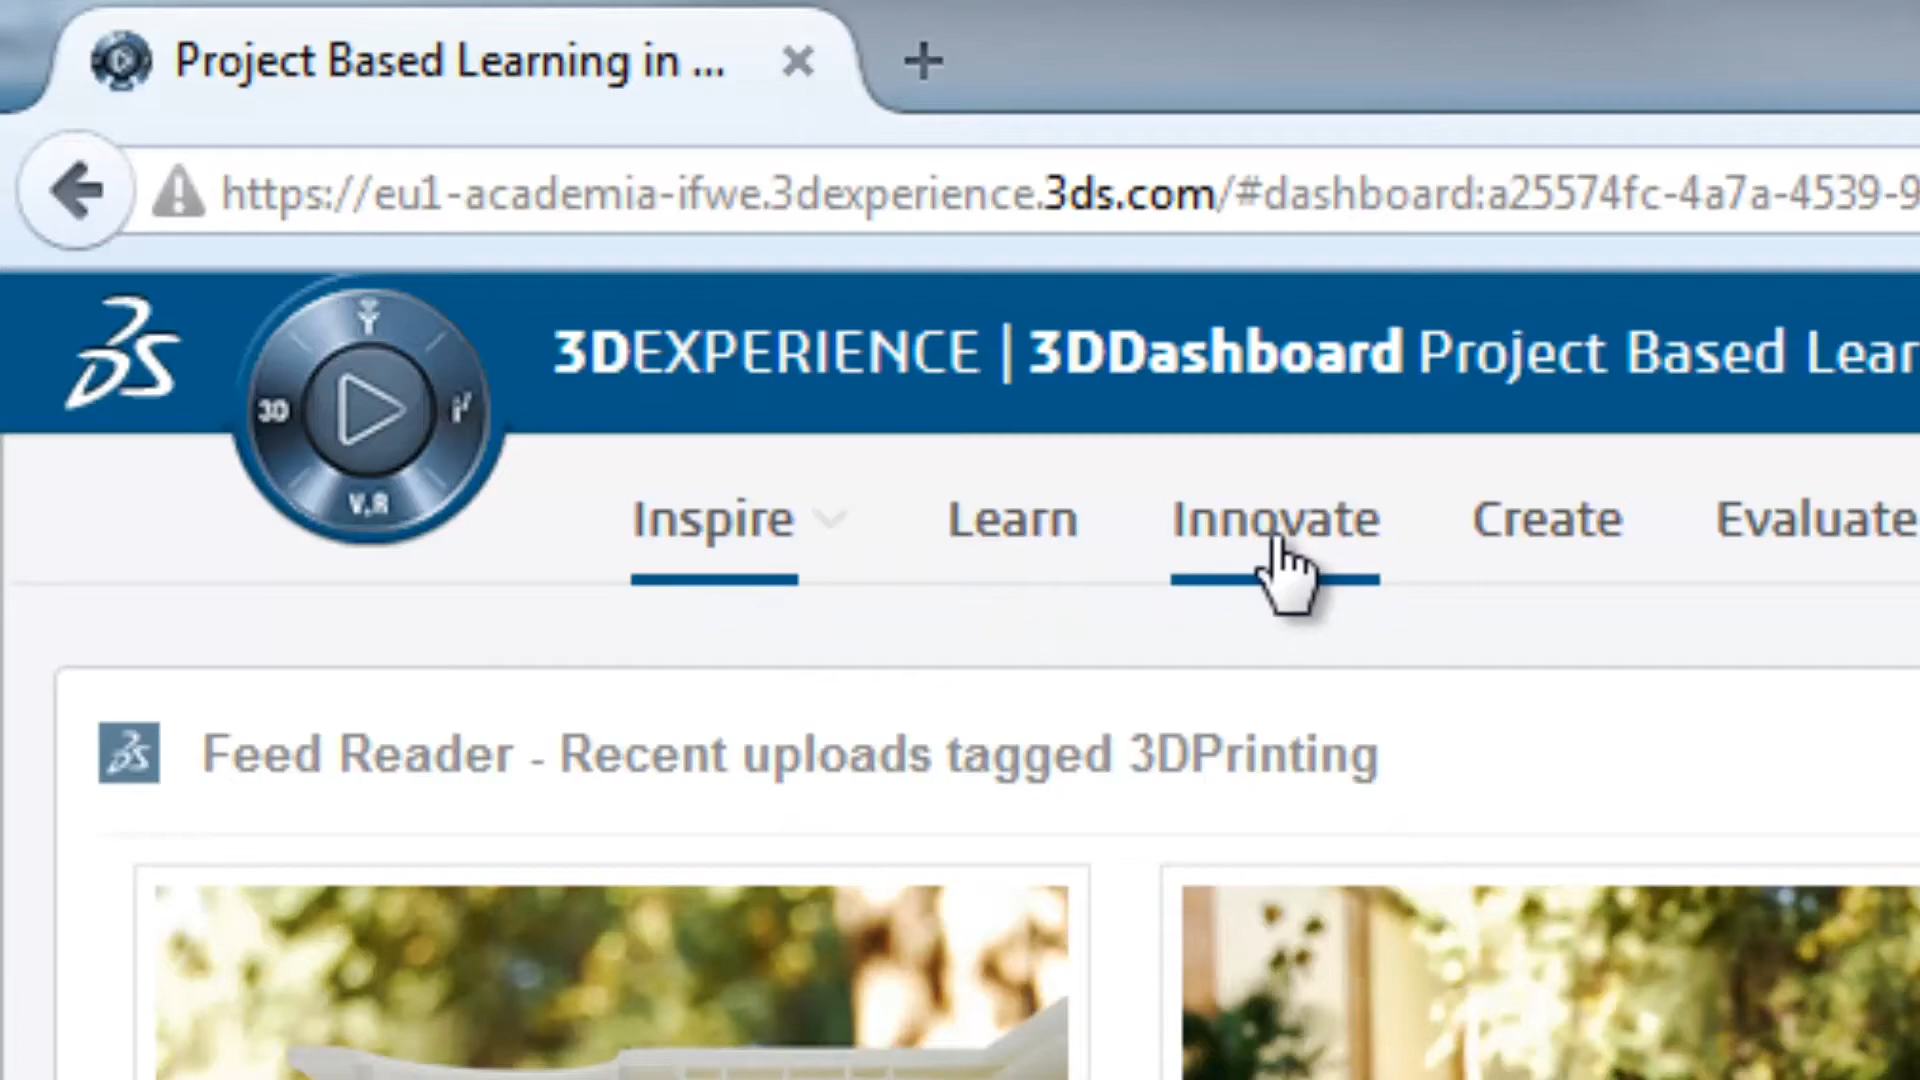 Project Based Learning in ...
https://eu1-academia-ifwe.3dexperience.3ds.com/#dashboard:a25574fc-4a7a-4539-9
3DEXPERIENCE | 3DDashboard Project Based Lear
3D
i²
V,R
Inspire Learn Innovate Create Evaluate
Feed Reader - Recent uploads tagged 3DPrinting